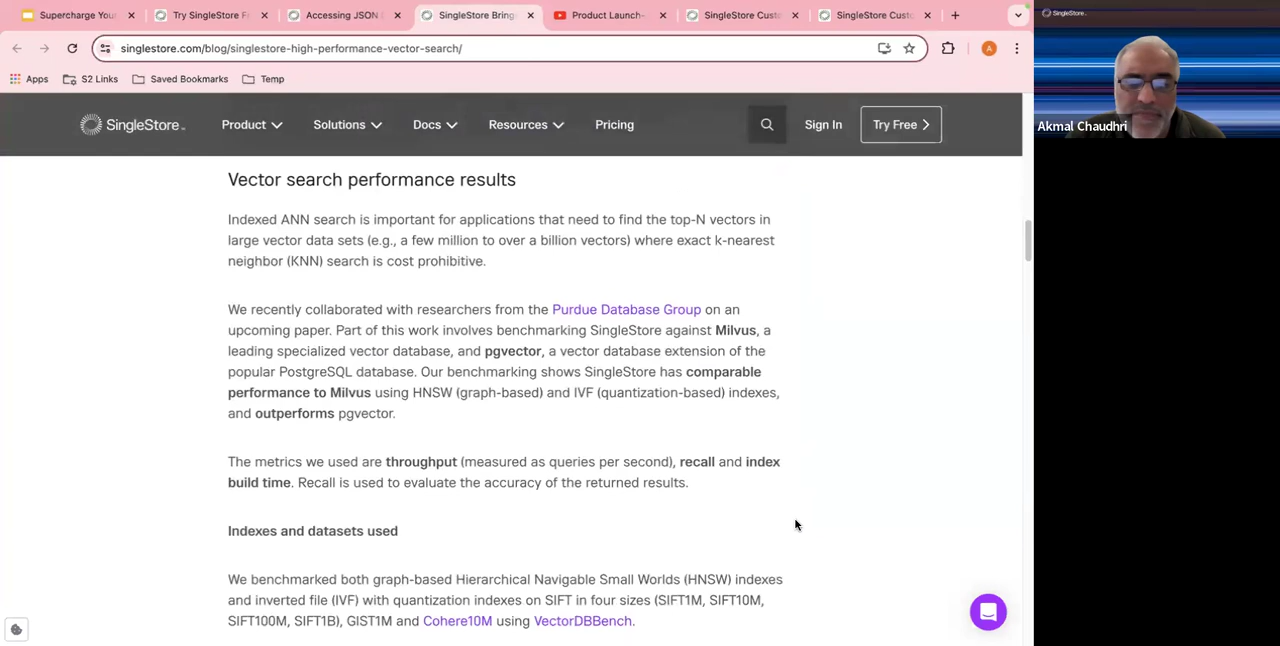 Supercharge You
Try SingleStore F
Accessing JSON (
SingleStore Bring
Product Launch-
SingleStore Custo
SingleStore Custo
singlestore.com/blog/singlestore-high-performance-vector-search/
A
Apps
S2 Links
Saved Bookmarks
Temp
SingleStore
Akmal Chaudhri
SingleStore
Product
Solutions
Docs
Resources
Pricing
Sign In
Try Free
Vector search performance results
Indexed ANN search is important for applications that need to find the top-N vectors in
large vector data sets (e.g., a few million to over a billion vectors) where exact k-nearest
neighbor (KNN) search is cost prohibitive.
We recently collaborated with researchers from the Purdue Database Group on an
upcoming paper. Part of this work involves benchmarking SingleStore against Milvus, a
leading specialized vector database, and pgvector, a vector database extension of the
popular PostgreSQL database. Our benchmarking shows SingleStore has comparable
performance to Milvus using HNSW (graph-based) and IVF (quantization-based) indexes,
and outperforms pgvector.
The metrics we used are throughput (measured as queries per second), recall and index
build time. Recall is used to evaluate the accuracy of the returned results.
Indexes and datasets used
We benchmarked both graph-based Hierarchical Navigable Small Worlds (HNSW) indexes
and inverted file (IVF) with quantization indexes on SIFT in four sizes (SIFT1M, SIFT10M,
SIFT100M, SIFT1B), GIST1M and Cohere10M using VectorDBBench.